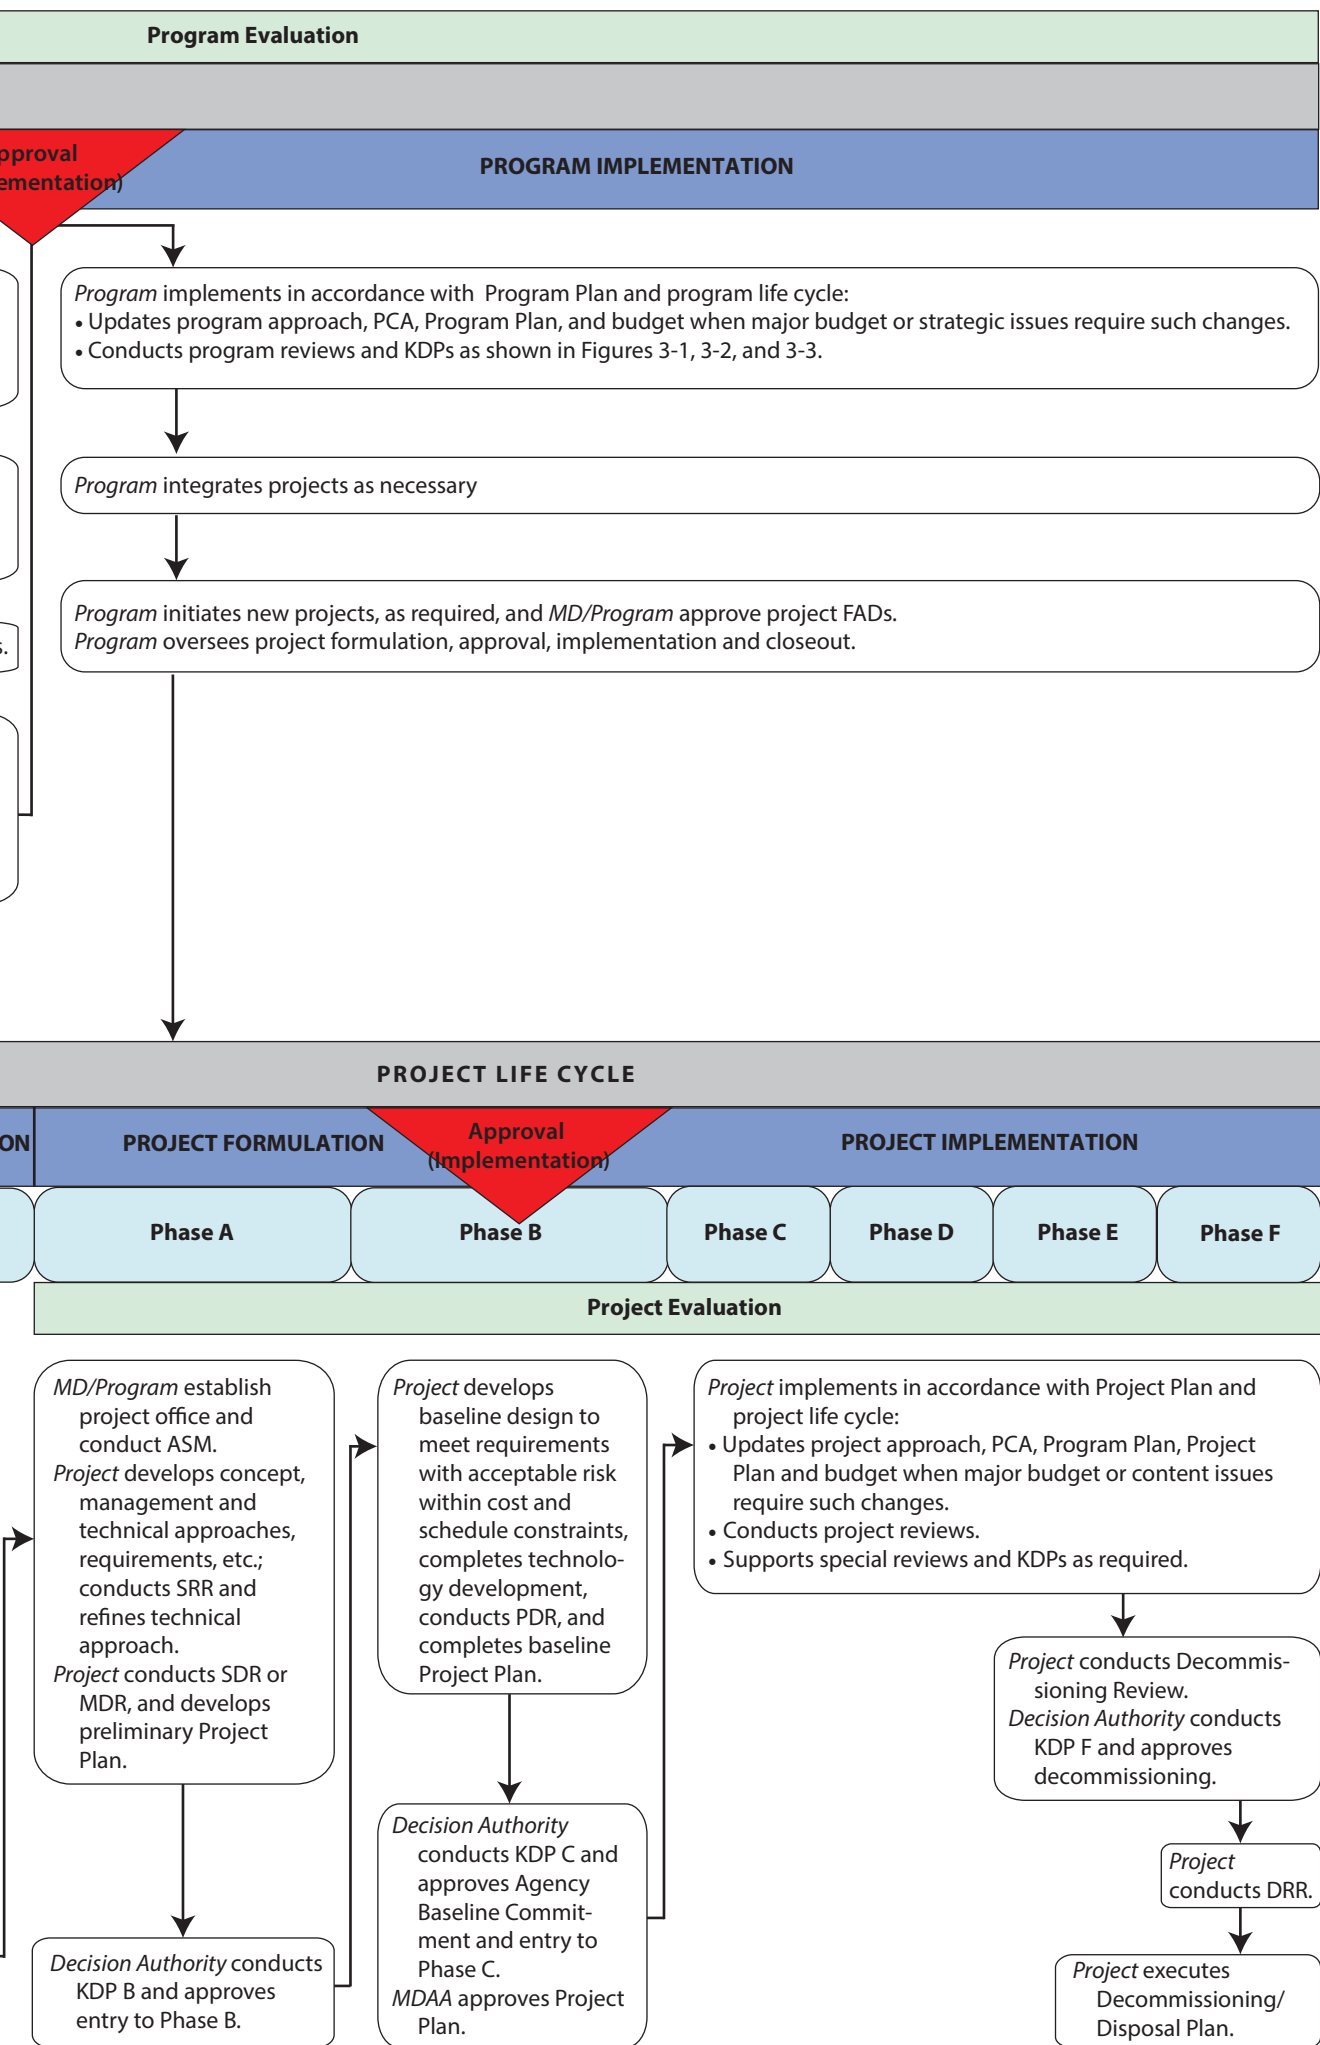 Program Evaluation
pproval
ementation)
PROGRAM IMPLEMENTATION
Program implements in accordance with Program Plan and program life cycle:
• Updates program approach, PCA, Program Plan, and budget when major budget or strategic issues require such changes.
• Conducts program reviews and KDPs as shown in Figures 3-1, 3-2, and 3-3.
Program integrates projects as necessary
Program initiates new projects, as required, and MD/Program approve project FADs.
Program oversees project formulation, approval, implementation and closeout.
s.
PROJECT LIFE CYCLE
ON
PROJECT FORMULATION
Approval
(Implementation)
PROJECT IMPLEMENTATION
Phase A
Phase B
Phase C
Phase D
Phase E
Phase F
Project Evaluation
MD/Program establish
project office and
conduct ASM.
Project develops concept,
management and
technical approaches,
requirements, etc.;
conducts SRR and
refines technical
approach.
Project conducts SDR or
MDR, and develops
preliminary Project
Plan.
Decision Authority conducts
KDP B and approves
entry to Phase B.
Project develops
baseline design to
meet requirements
with acceptable risk
within cost and
schedule constraints,
completes technolo-
gy development,
conducts PDR, and
completes baseline
Project Plan.
Decision Authority
conducts KDP C and
approves Agency
Baseline Commit-
ment and entry to
Phase C.
MDAA approves Project
Plan.
Project implements in accordance with Project Plan and
project life cycle:
• Updates project approach, PCA, Program Plan, Project
Plan and budget when major budget or content issues
require such changes.
• Conducts project reviews.
• Supports special reviews and KDPs as required.
Project conducts Decommis-
sioning Review.
Decision Authority conducts
KDP F and approves
decommissioning.
Project
conducts DRR.
Project executes
Decommissioning/
Disposal Plan.